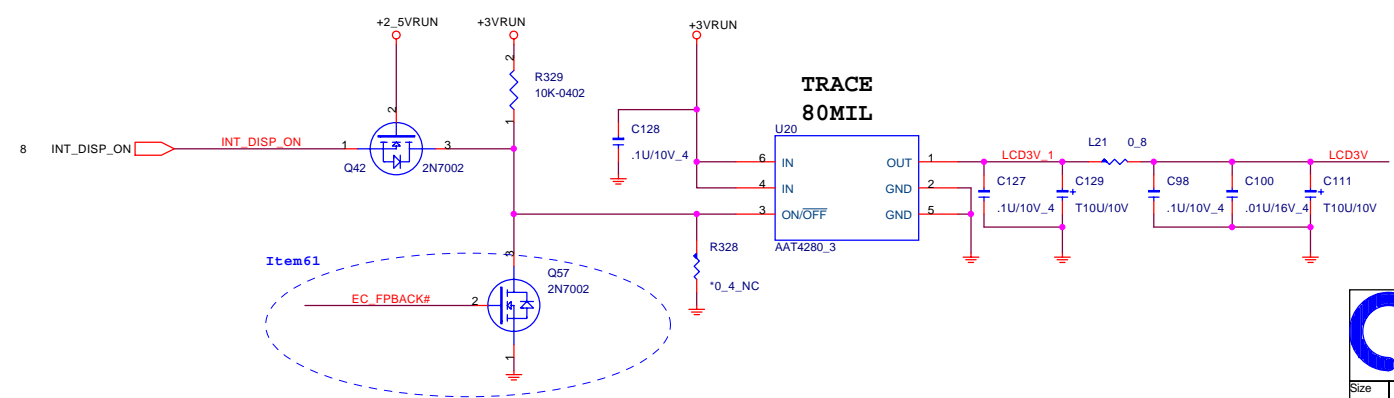 +2_5VRUN
+3VRUN
+3VRUN
2
R329
10K-0402
1
TRACE
80MIL
8 INT_DISP_ON
INT_DISP_ON
1
2
3
Q42
2N7002
C128
.1U/10V_4
U20
6 IN
4 IN
3 ON/OFF
OUT 1
GND 2
GND 5
AAT4280_3
LCD3V_1
L21 0_8
LCD3V
C127
.1U/10V_4
C129
+
T10U/10V
C98
.1U/10V_4
C100
.01U/16V_4
C111
+
T10U/10V
R328
*0_4_NC
Item61
EC_FPBACK#
2
3
Q57
2N7002
1
Size